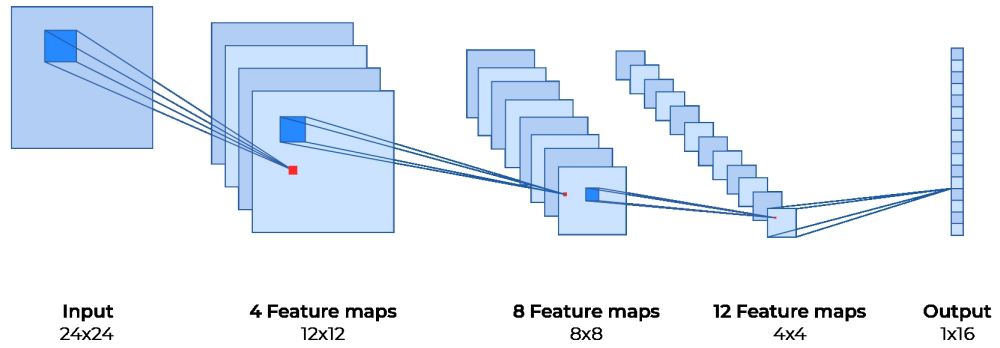 Input
24x24
4 Feature maps
12x12
8 Feature maps
8x8
12 Feature maps
4x4
Output
1x16